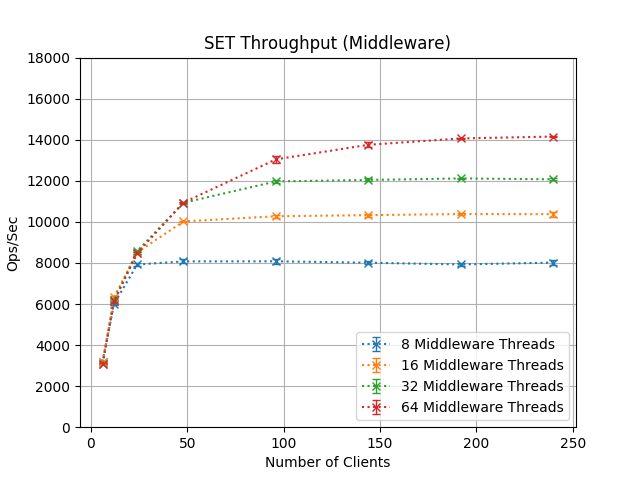 SET Throughput (Middleware)
18000
16000
14000
12000
10000
8000
6000
4000
2000
0
Ops/Sec
0 50 100 150 200 250
Number of Clients
8 Middleware Threads
16 Middleware Threads
32 Middleware Threads
64 Middleware Threads